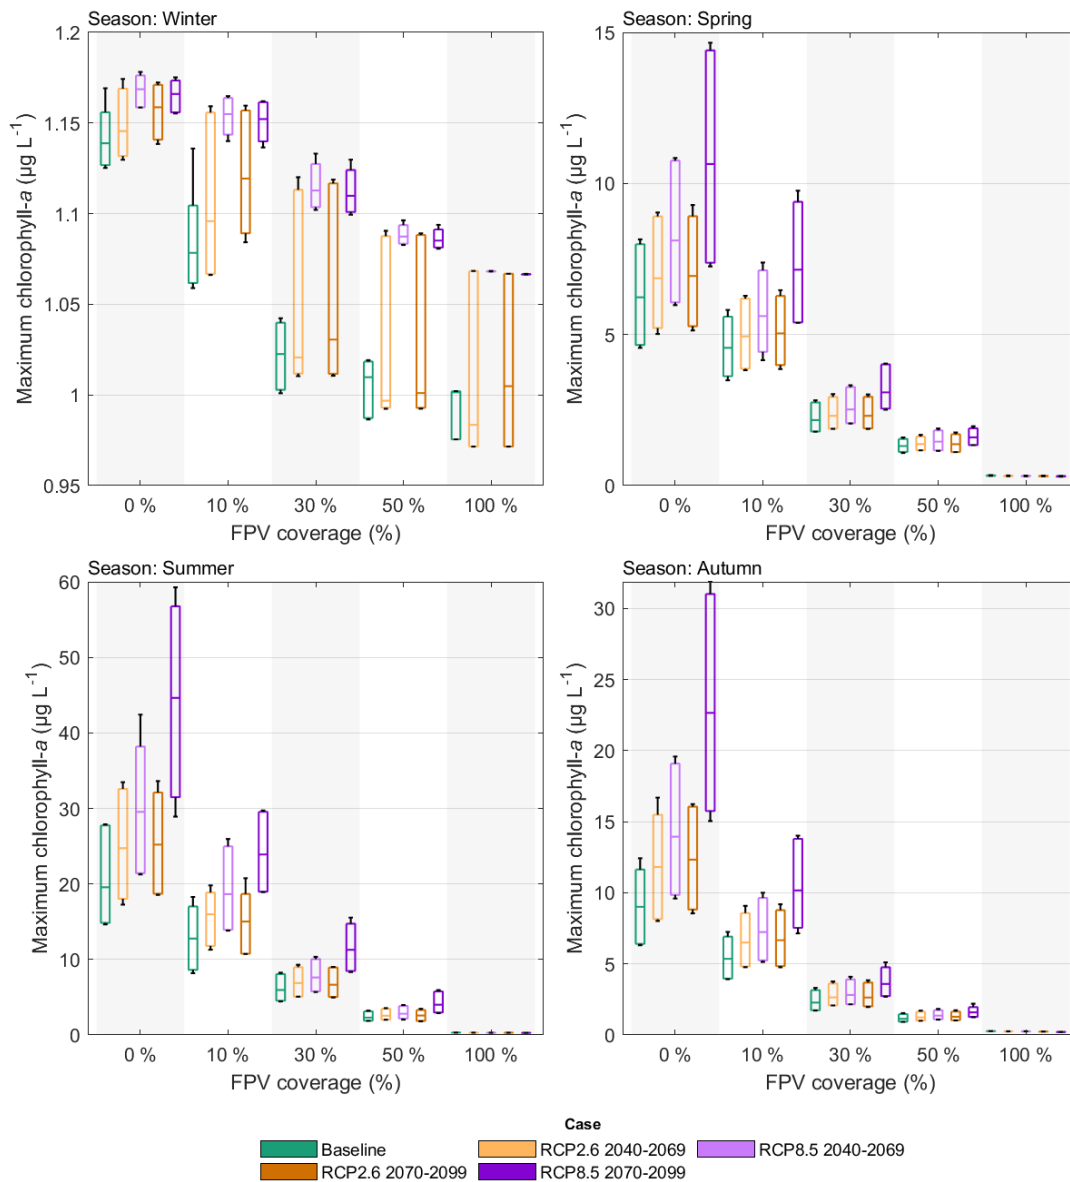 Season: Winter
Maximum chlorophyll-a (µg L-1)
1.2
1.15
1.1
1.05
1
0.95
0 % 10 % 30 % 50 % 100 %
FPV coverage (%)
Season: Spring
Maximum chlorophyll-a (µg L-1)
15
10
5
0
0 % 10 % 30 % 50 % 100 %
FPV coverage (%)
Season: Summer
Maximum chlorophyll-a (µg L-1)
60
50
40
30
20
10
0
0 % 10 % 30 % 50 % 100 %
FPV coverage (%)
Season: Autumn
Maximum chlorophyll-a (µg L-1)
30
25
20
15
10
5
0
0 % 10 % 30 % 50 % 100 %
FPV coverage (%)
Case
Baseline RCP2.6 2040-2069 RCP8.5 2040-2069
RCP2.6 2070-2099 RCP8.5 2070-2099